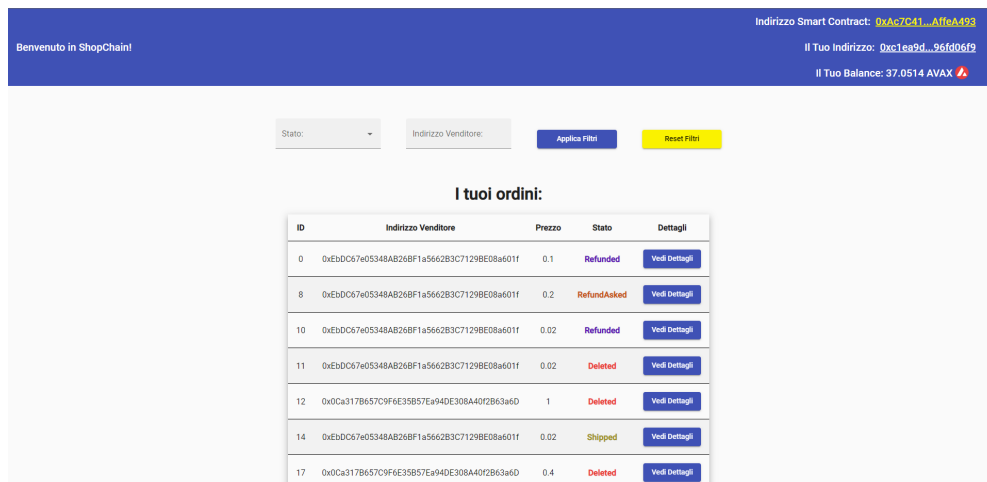 Indirizzo Smart Contract: 0xAc7C41...AffeA493
Benvenuto in ShopChain!
Il Tuo Indirizzo: 0xc1ea9d...96fd06f9
Il Tuo Balance: 37.0514 AVAX
Stato: Indirizzo Venditore: Applica Filtri Reset Filtri
I tuoi ordini:
ID Indirizzo Venditore Prezzo Stato Dettagli
0 0xEbDC67e05348AB26BF1a5662B3C7129BE08a601f 0.1 Refunded Vedi Dettagli
8 0xEbDC67e05348AB26BF1a5662B3C7129BE08a601f 0.2 RefundAsked Vedi Dettagli
10 0xEbDC67e05348AB26BF1a5662B3C7129BE08a601f 0.02 Refunded Vedi Dettagli
11 0xEbDC67e05348AB26BF1a5662B3C7129BE08a601f 0.02 Deleted Vedi Dettagli
12 0x0Ca317B657C9F6E35B57Ea94DE308A40f2B63a6D 1 Deleted Vedi Dettagli
14 0xEbDC67e05348AB26BF1a5662B3C7129BE08a601f 0.02 Shipped Vedi Dettagli
17 0x0Ca317B657C9F6E35B57Ea94DE308A40f2B63a6D 0.4 Deleted Vedi Dettagli